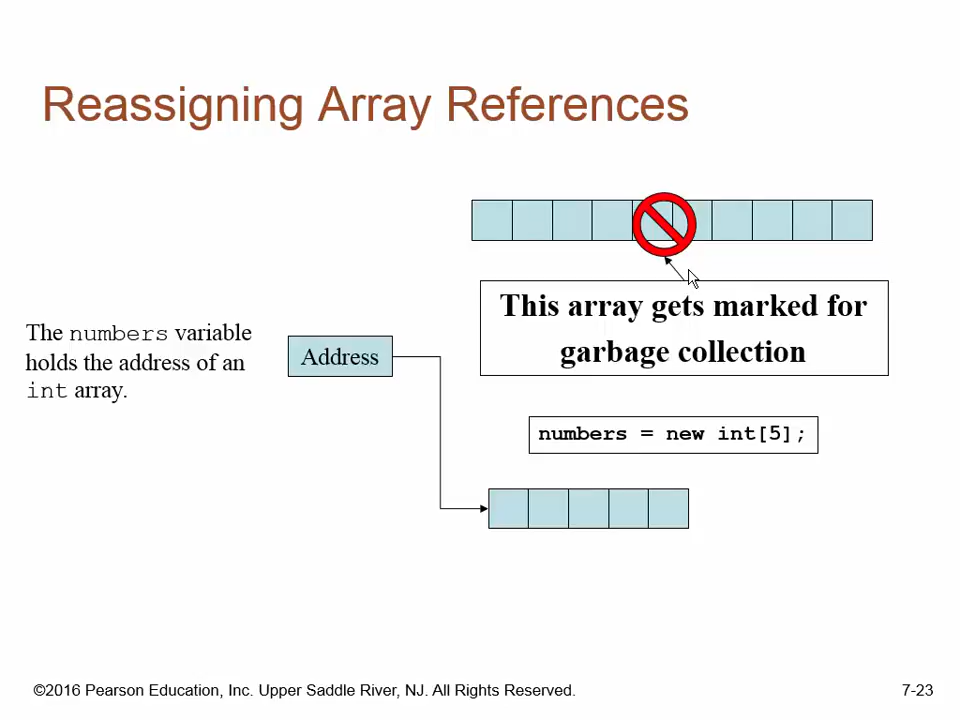 Reassigning Array References
This array gets marked for
garbage collection
The numbers variable
holds the address of an
int array.
Address
numbers = new int[5];
©2016 Pearson Education, Inc. Upper Saddle River, NJ. All Rights Reserved.
7-23